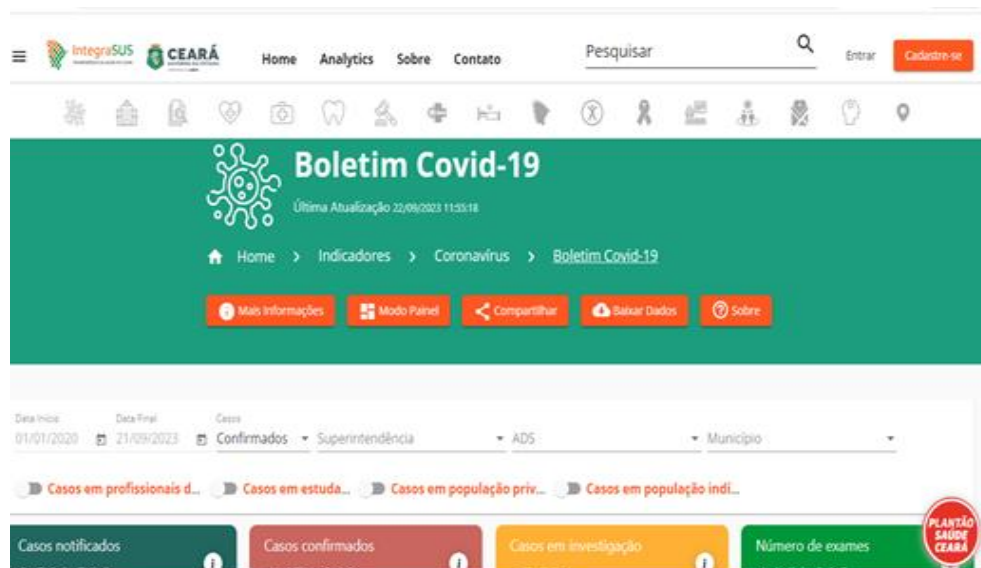 IntegraSUS
CEARÁ
Home Analytics Sobre Contato
Pesquisar
Entrar
Cadastre-se
Boletim Covid-19
Última Atualização 22/09/2023 11:55:18
Home > Indicadores > Coronavírus > Boletim Covid-19
Mais Informações
Modo Painel
Compartilhar
Baixar Dados
Sobre
Data Início Data Final Casos
01/01/2020 21/09/2023 Confirmados Superintendência ADS Município
Casos em profissionais d... Casos em estuda... Casos em população priv... Casos em população indí...
Casos notificados Casos confirmados Casos em investigação Número de exames
PLANTÃO
SAÚDE
CEARÁ